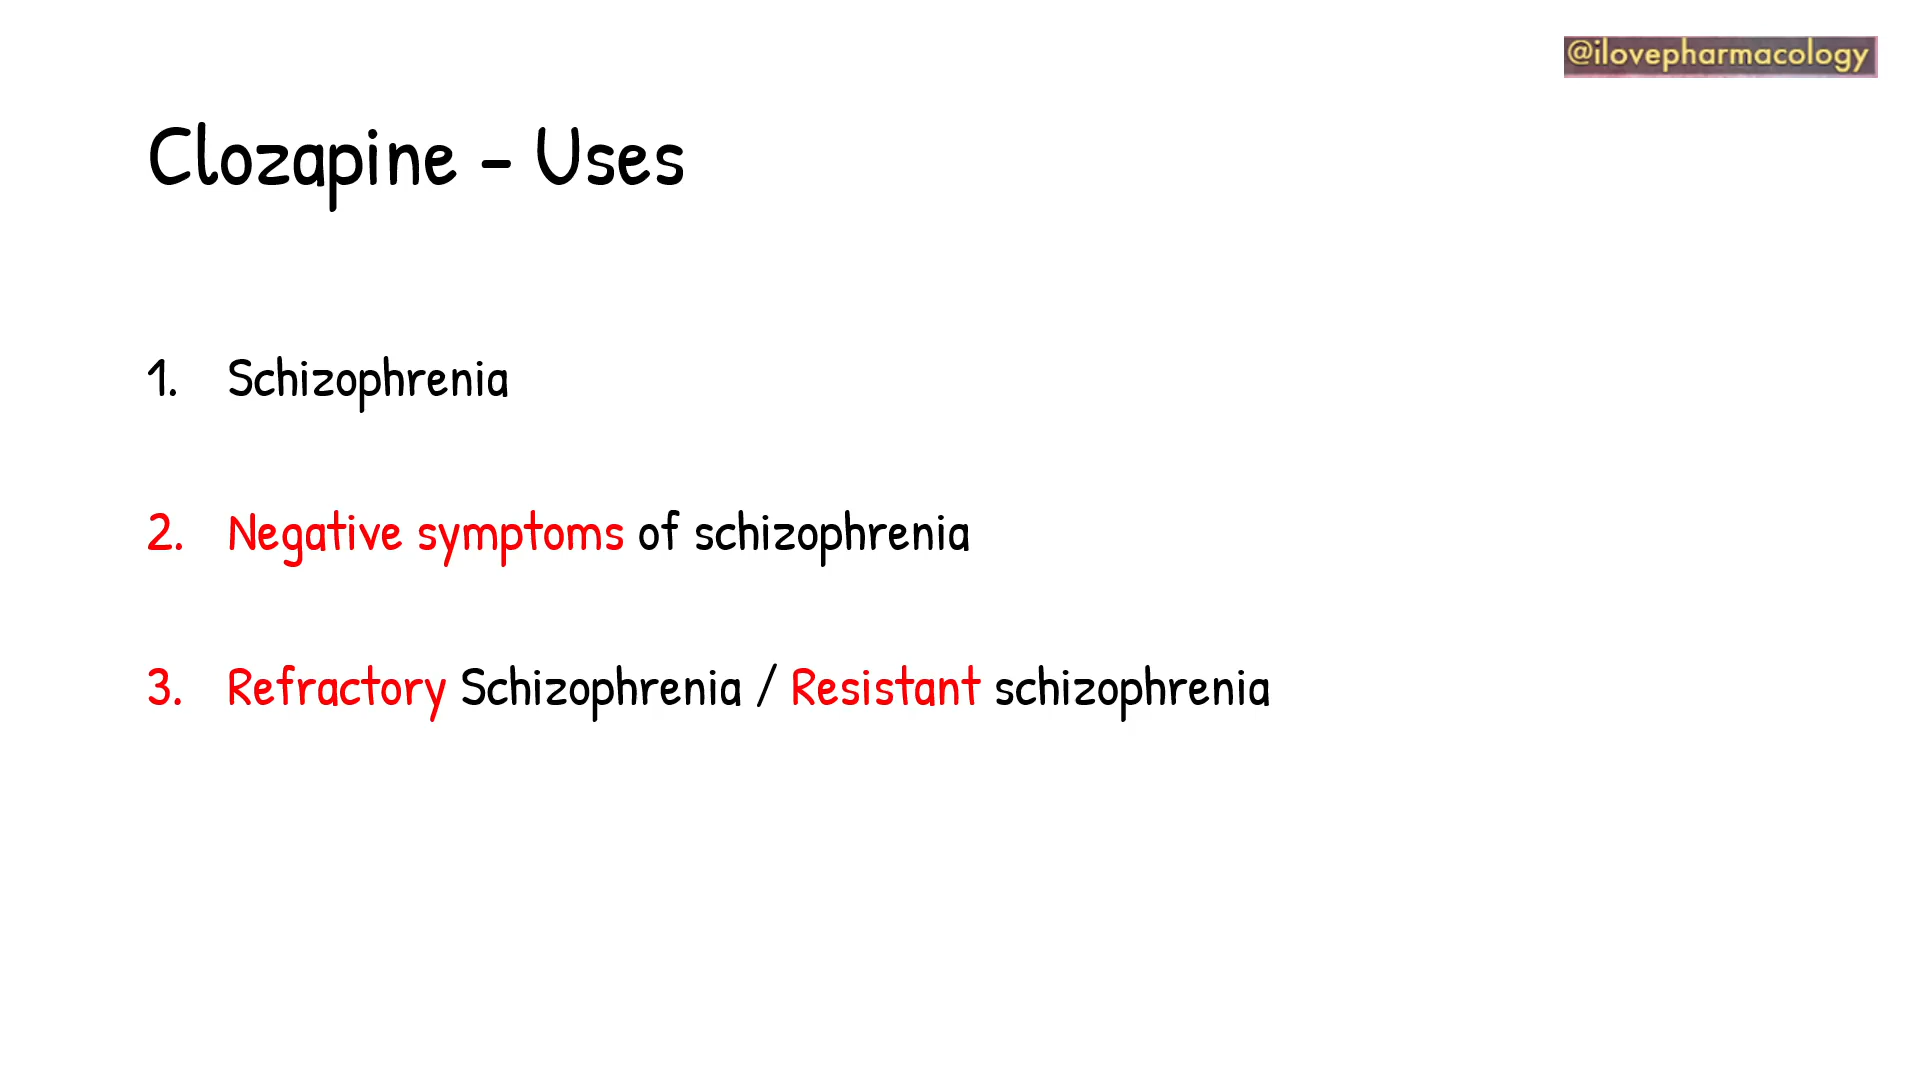 @ilovepharmacology
Clozapine - Uses
1. Schizophrenia
2. Negative symptoms of schizophrenia
3. Refractory Schizophrenia / Resistant schizophrenia